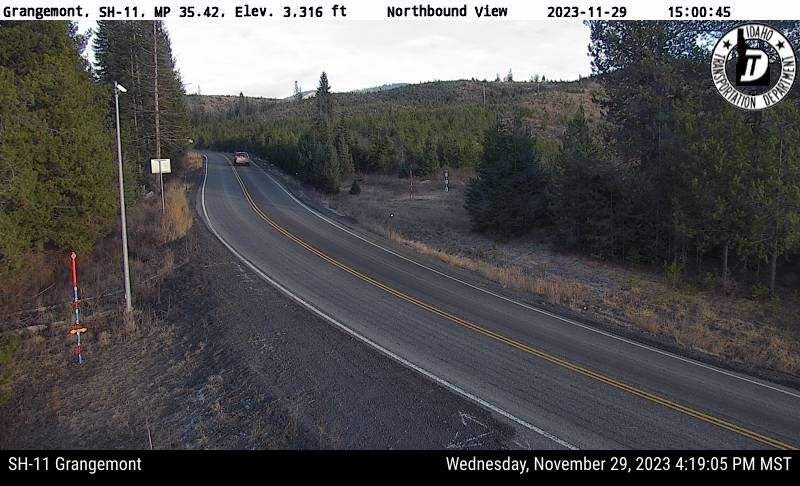 Grangemont, SH-11, MP 35.42, Elev. 3,316 ft Northbound View 2023-11-29 15:00:45
IDAHO
TRANSPORTATION DEPARTMENT
SH-11 Grangemont Wednesday, November 29, 2023 4:19:05 PM MST